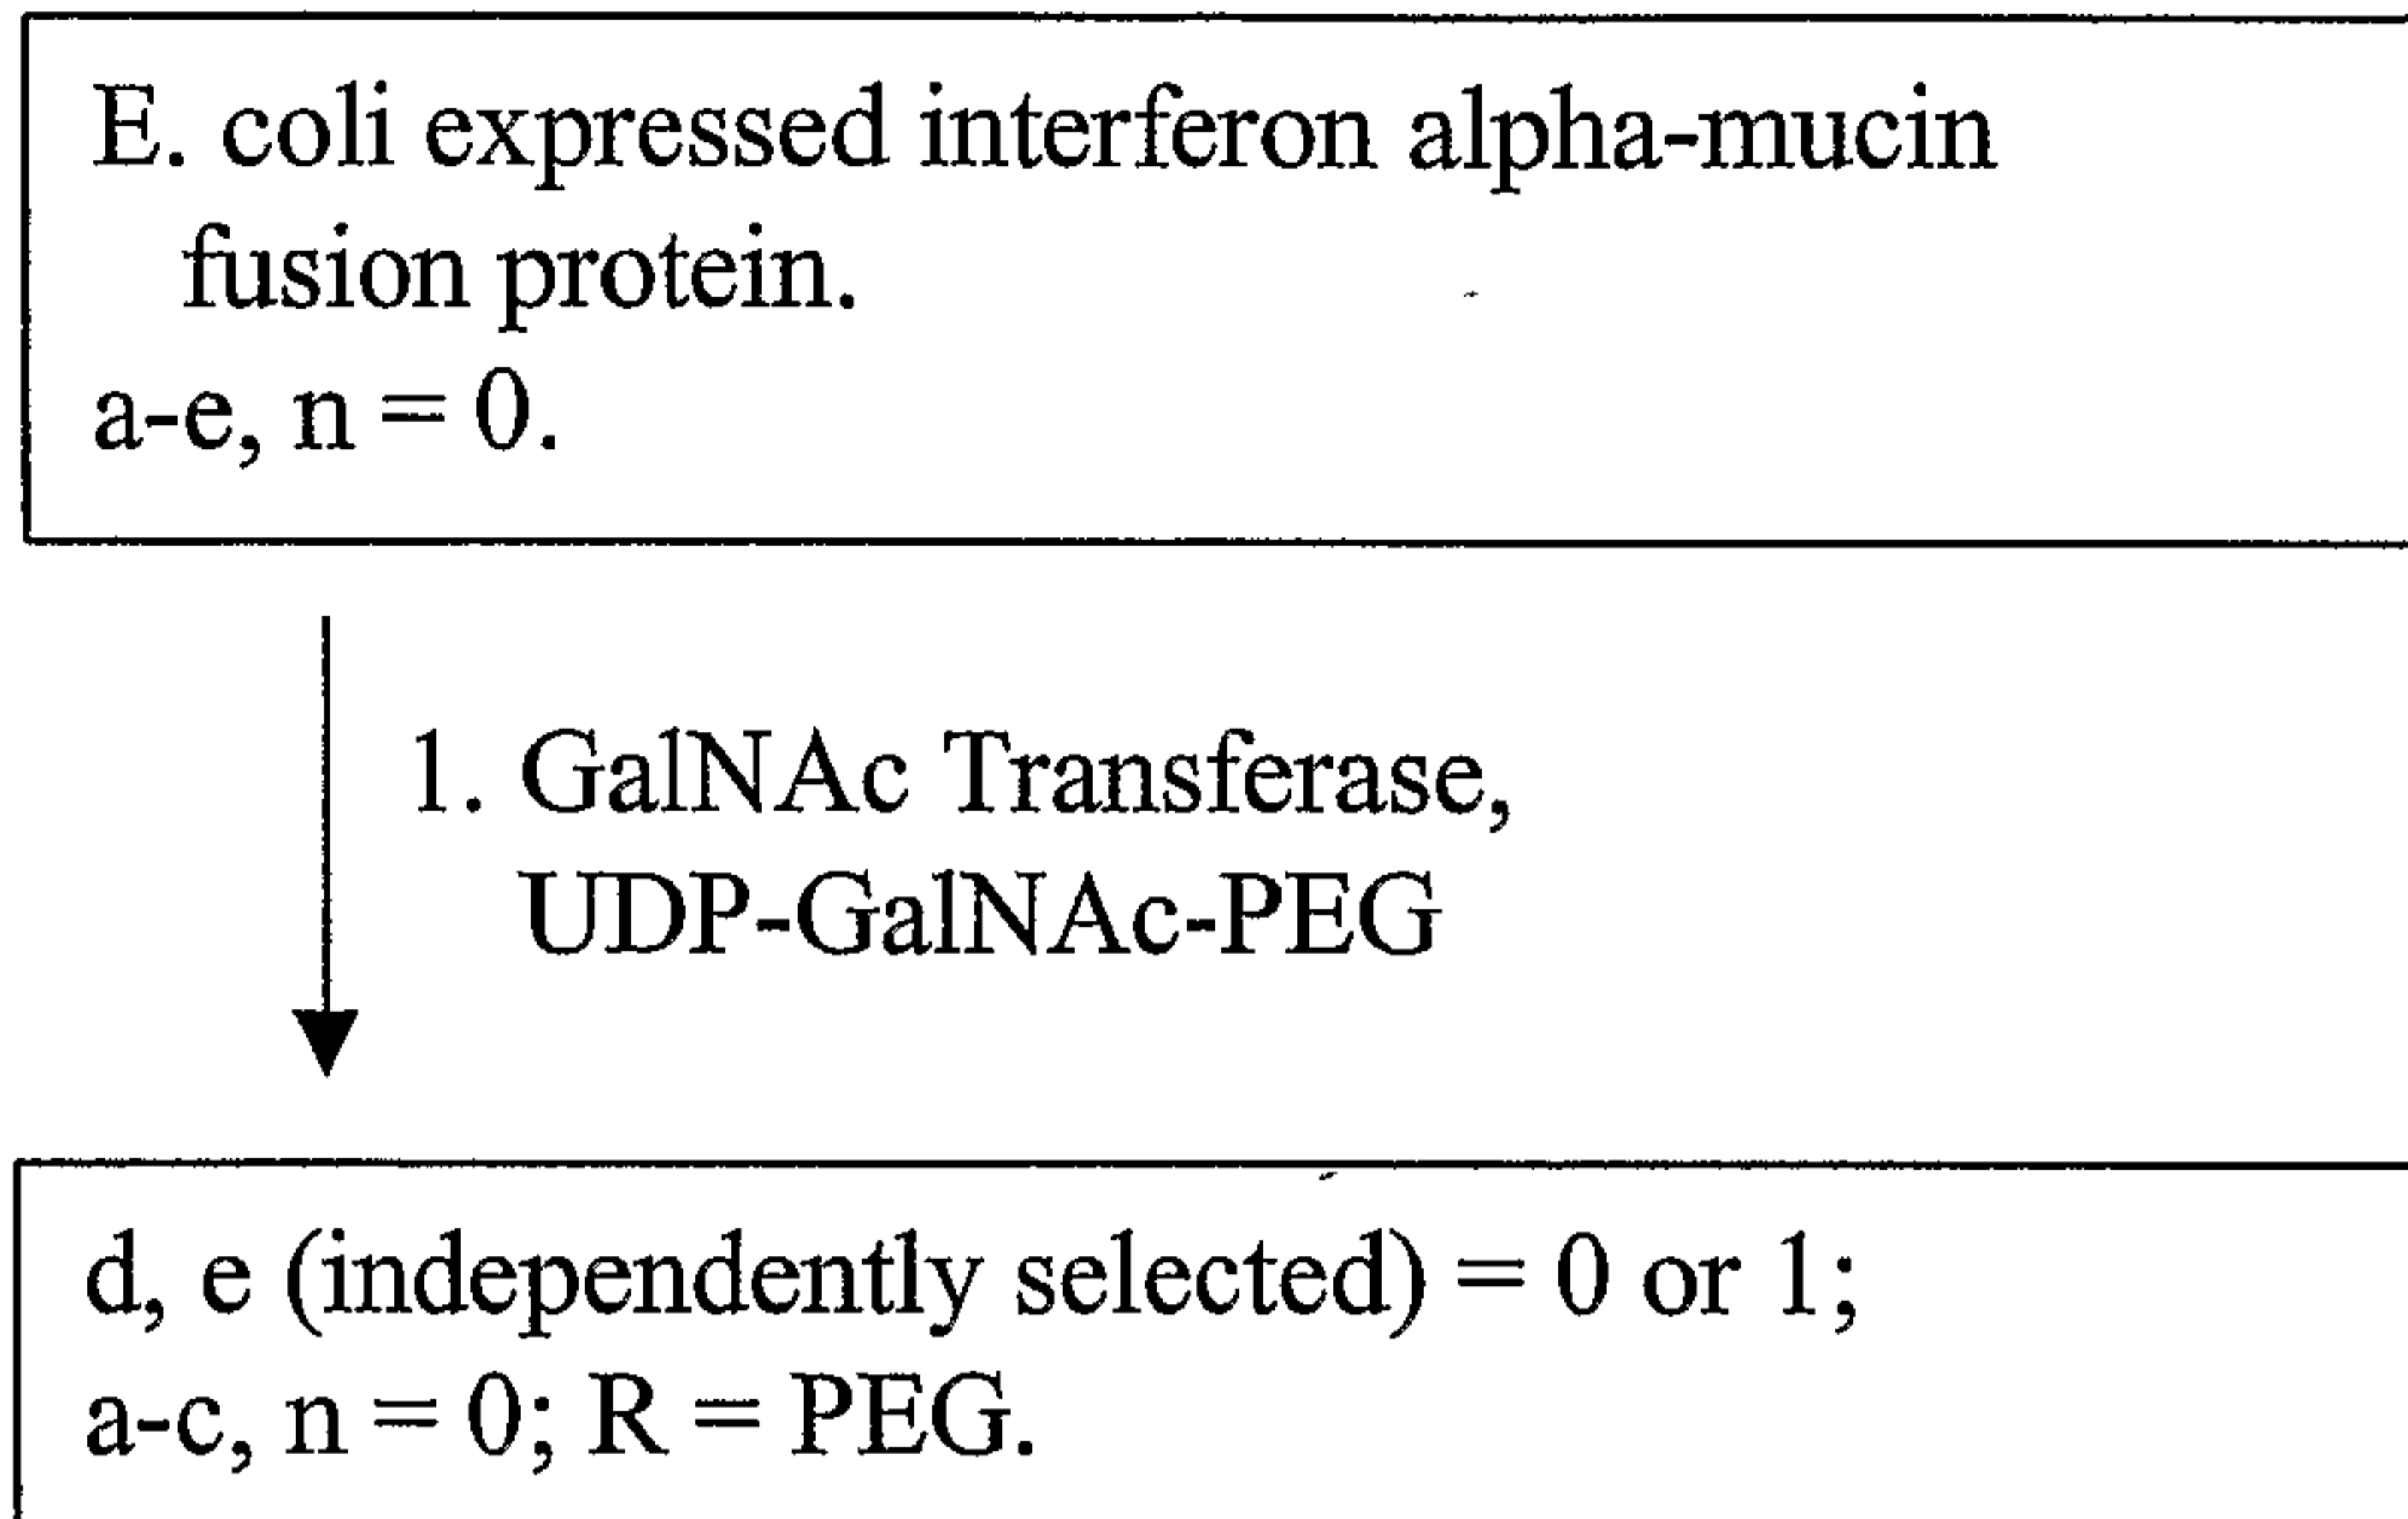 E. coli expressed interferon alpha-mucin
fusion protein.
a-e, n = 0.
1. GalNAc Transferase,
UDP-GalNAc-PEG
d, e (independently selected) = 0 or 1;
a-c, n = 0; R = PEG.